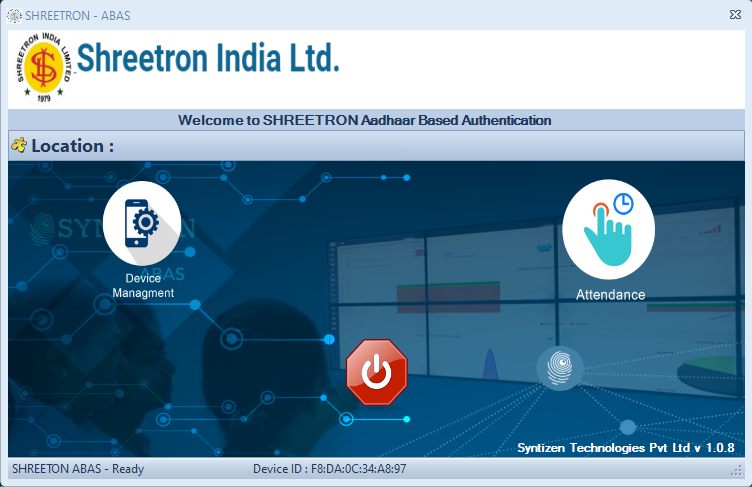 SHREETRON - ABAS
SHREETRON INDIA LIMITED
1979
Shreetron India Ltd.
Welcome to SHREETRON Aadhaar Based Authentication
Location :
SYNTIZEN
ABAS
Device
Managment
Attendance
Syntizen Technologies Pvt Ltd v 1.0.8
SHREETON ABAS - Ready
Device ID : F8:DA:0C:34:A8:97